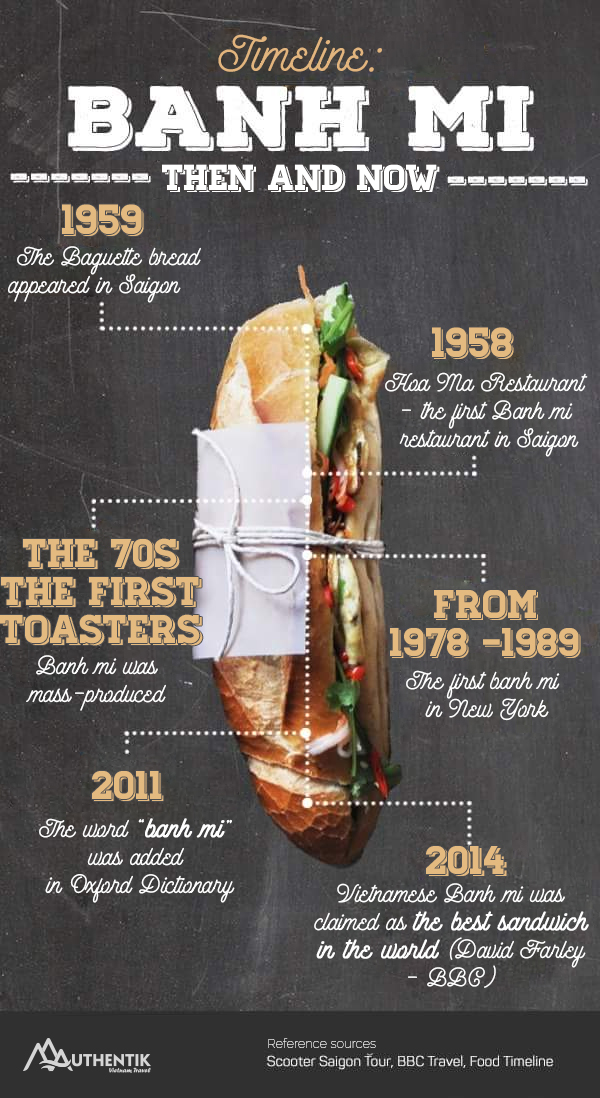 Timeline:
BANH MI
THEN AND NOW
1959
The Baguette bread
appeared in Saigon
1958
Hoa Ma Restaurant
- the first Banh mi
restaurant in Saigon
THE 70S
THE FIRST
TOASTERS
Banh mi was
mass-produced
FROM
1978 -1989
The first banh mi
in New York
2011
The word "banh mi"
was added
in Oxford Dictionary
2014
Vietnamese Banh mi was
claimed as the best sandwich
in the world (David Farley
- BBC)
AUTHENTIK
Vietnam Travel
Reference sources
Scooter Saigon Tour, BBC Travel, Food Timeline